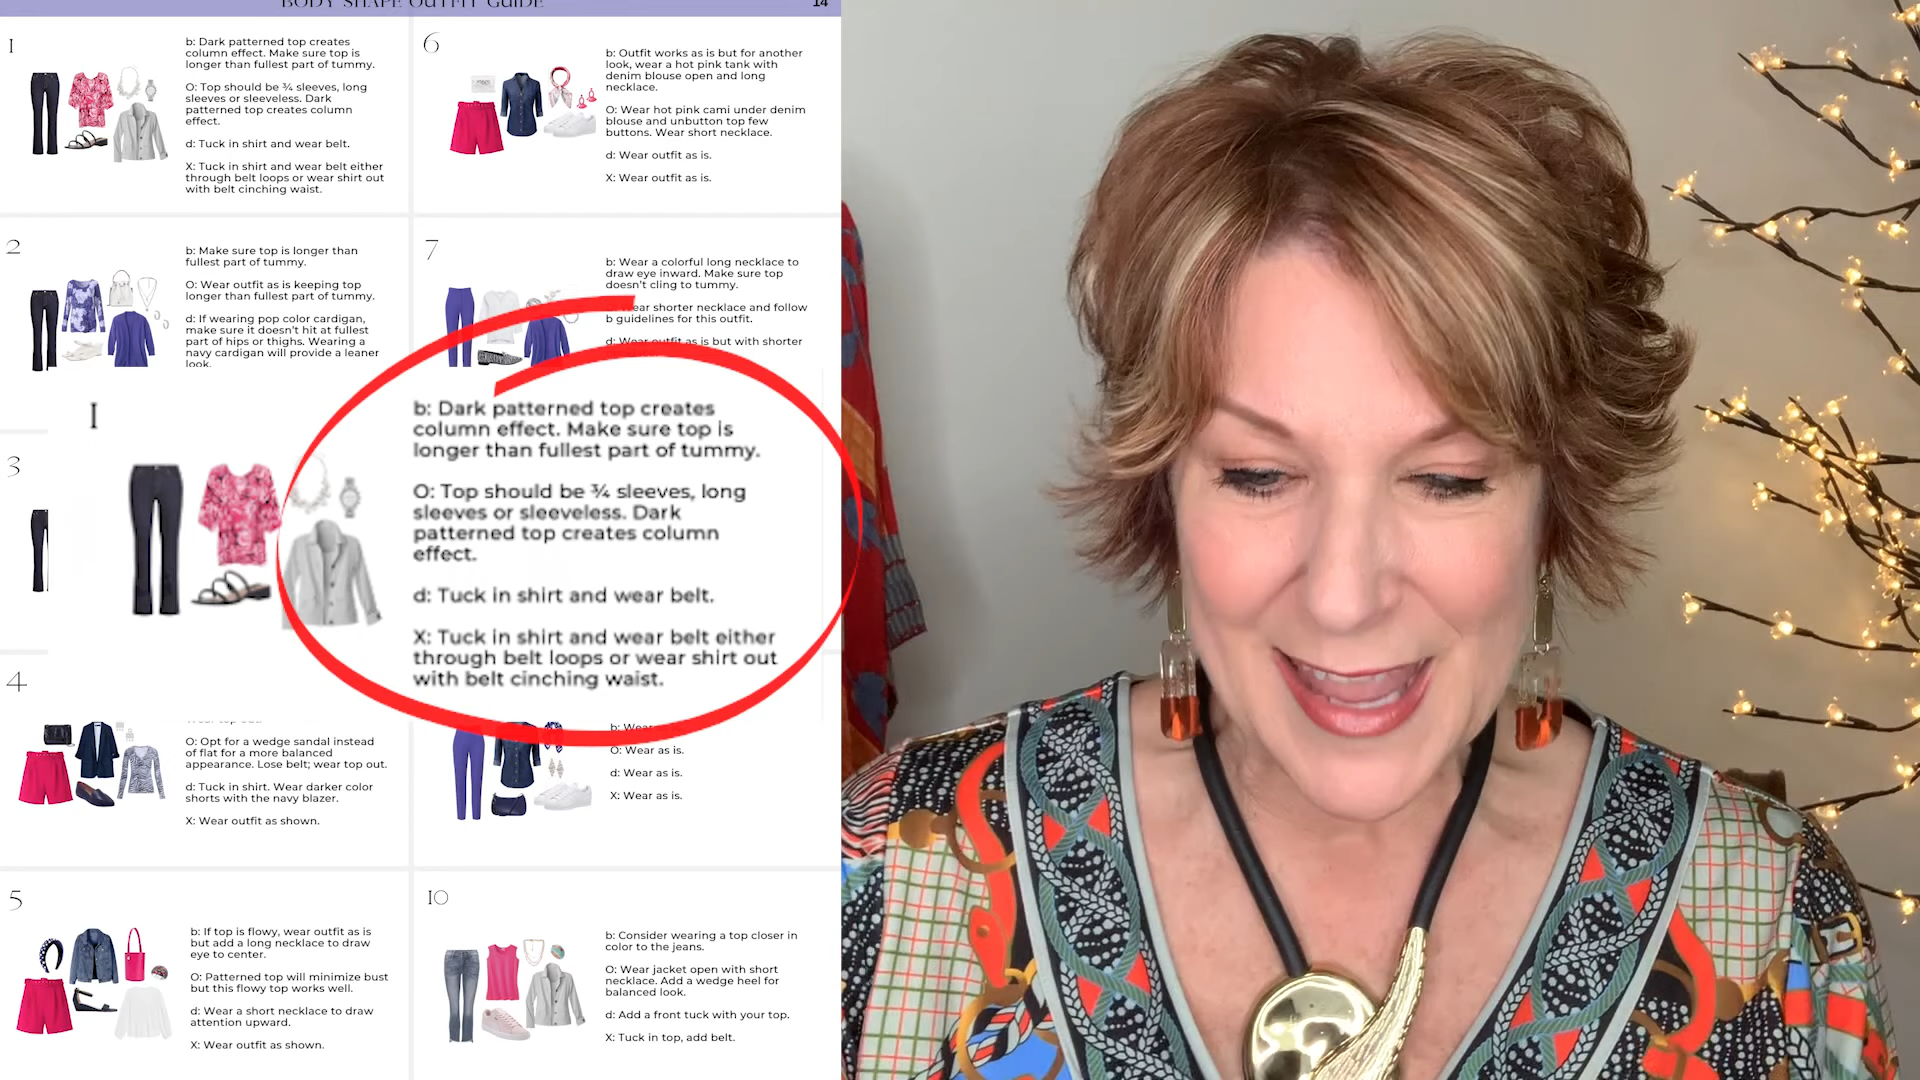 BODY SHAPE OUTFIT GUIDE
14
1
b: Dark patterned top creates
column effect. Make sure top is
longer than fullest part of tummy.
O: Top should be ¾ sleeves, long
sleeves or sleeveless. Dark
patterned top creates column
effect.
d: Tuck in shirt and wear belt.
X: Tuck in shirt and wear belt either
through belt loops or wear shirt out
with belt cinching waist.
6
b: Outfit works as is but for another
look, wear a hot pink tank with
denim blouse open and long
necklace.
O: Wear hot pink cami under denim
blouse and unbutton top few
buttons. Wear short necklace.
d: Wear outfit as is.
X: Wear outfit as is.
2
b: Make sure top is longer than
fullest part of tummy.
O: Wear outfit as is keeping top
longer than fullest part of tummy.
d: If wearing pop color cardigan,
make sure it doesn't hit at fullest
part of hips or thighs. Wearing a
navy cardigan will provide a leaner
look.
7
b: Wear a colorful long necklace to
draw eye inward. Make sure top
doesn't cling to tummy.
Wear shorter necklace and follow
b guidelines for this outfit.
d: Wear outfit as is but with shorter
1
b: Dark patterned top creates
column effect. Make sure top is
longer than fullest part of tummy.
O: Top should be ¾ sleeves, long
sleeves or sleeveless. Dark
patterned top creates column
effect.
d: Tuck in shirt and wear belt.
X: Tuck in shirt and wear belt either
through belt loops or wear shirt out
with belt cinching waist.
3
4
O: Opt for a wedge sandal instead
of flat for a more balanced
appearance. Lose belt; wear top out.
d: Tuck in shirt. Wear darker color
shorts with the navy blazer.
X: Wear outfit as shown.
b: Wear
O: Wear as is.
d: Wear as is.
X: Wear as is.
5
b: If top is flowy, wear outfit as is
but add a long necklace to draw
eye to center.
O: Patterned top will minimize bust
but this flowy top works well.
d: Wear a short necklace to draw
attention upward.
X: Wear outfit as shown.
10
b: Consider wearing a top closer in
color to the jeans.
O: Wear jacket open with short
necklace. Add a wedge heel for
balanced look.
d: Add a front tuck with your top.
X: Tuck in top, add belt.